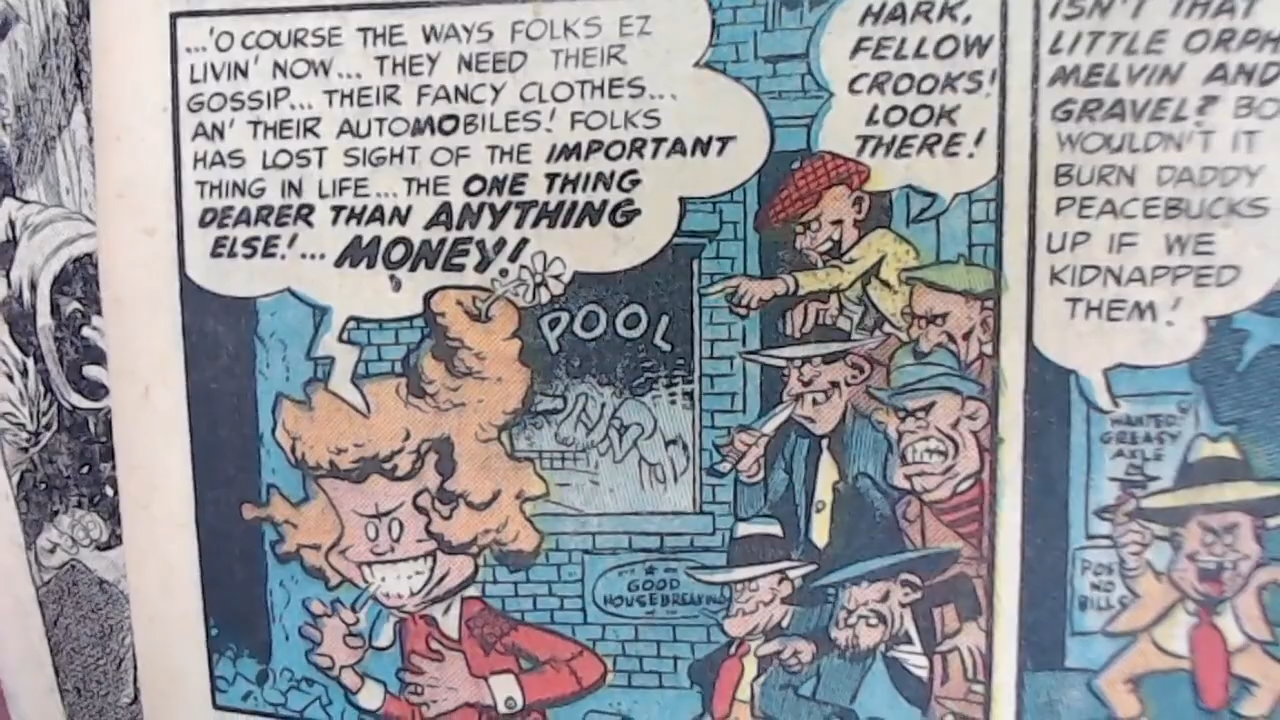 ...'O COURSE THE WAYS FOLKS EZ
LIVIN' NOW... THEY NEED THEIR
GOSSIP... THEIR FANCY CLOTHES...
AN' THEIR AUTOMOBILES! FOLKS
HAS LOST SIGHT OF THE IMPORTANT
THING IN LIFE... THE ONE THING
DEARER THAN ANYTHING
ELSE!... MONEY!
POOL
GOOD
HOUSEBREAKING
HARK,
FELLOW
CROOKS!
LOOK
THERE!
ISN'T THAT
LITTLE ORPH
MELVIN AND
GRAVEL? BO
WOULDN'T IT
BURN DADDY
PEACEBUCKS
UP IF WE
KIDNAPPED
THEM!
WANTED
GREASY
AXLE
POST
NO
BILLS